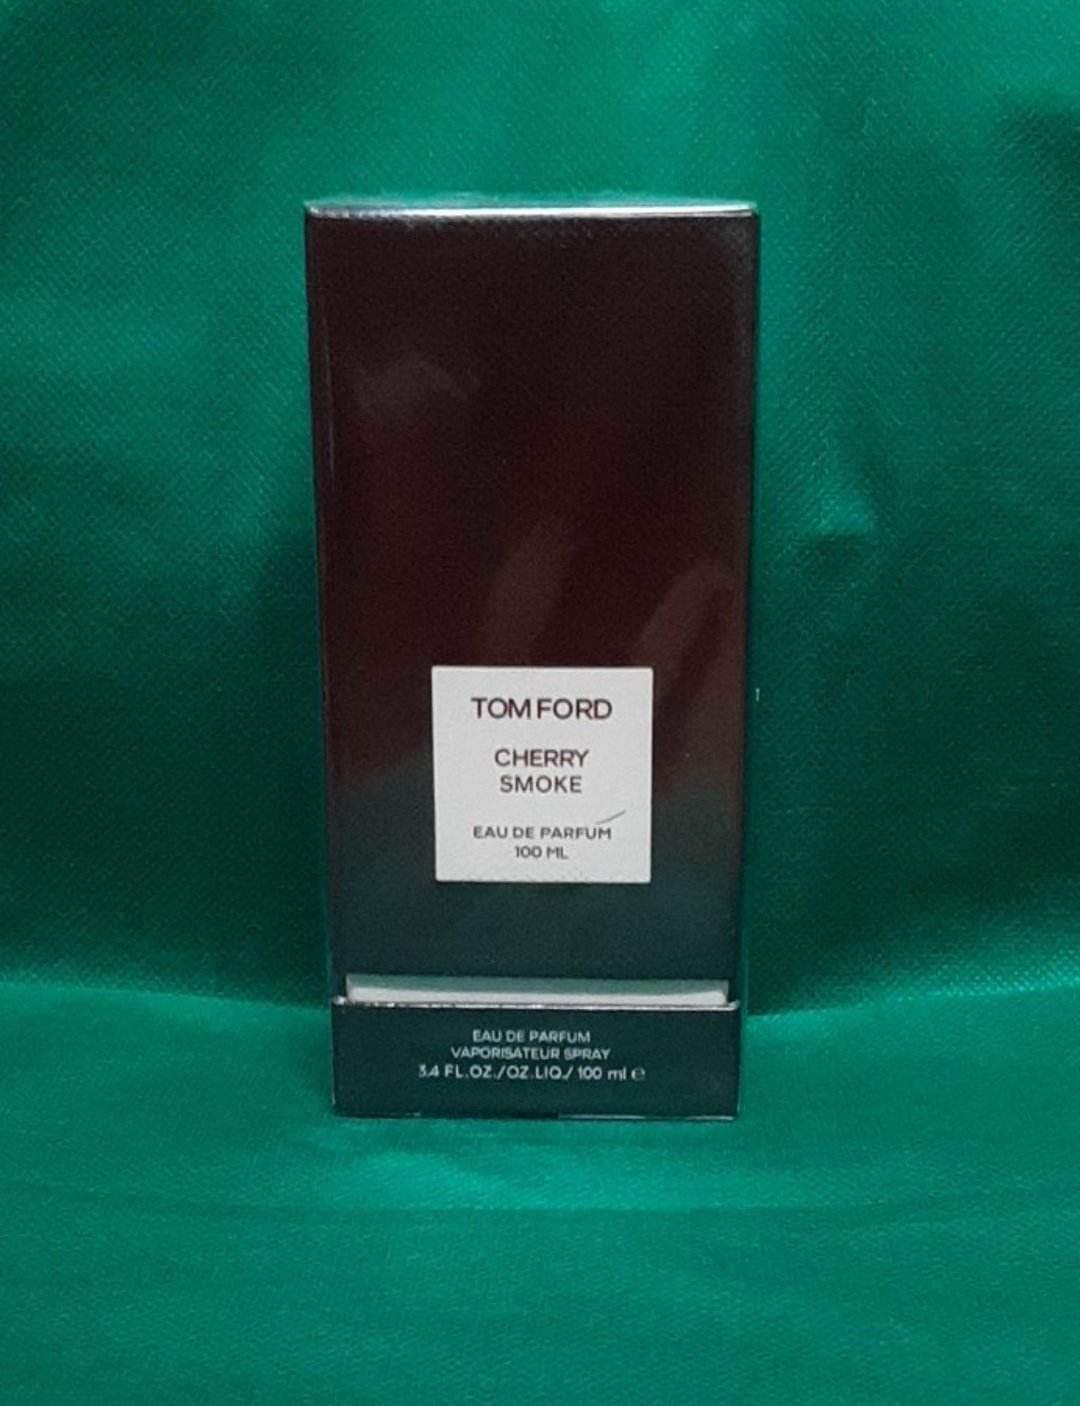 TOM FORD
CHERRY
SMOKE
EAU DE PARFUM
100 ML
EAU DE PARFUM
VAPORISATEUR SPRAY
3.4 FL.OZ./OZ.LIQ./ 100 ml ℮